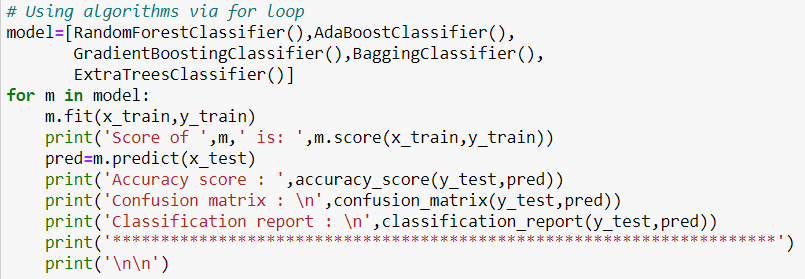 # Using algorithms via for loop
model=[RandomForestClassifier(),AdaBoostClassifier(),
       GradientBoostingClassifier(),BaggingClassifier(),
       ExtraTreesClassifier()]
for m in model:
    m.fit(x_train,y_train)
    print('Score of ',m,' is: ',m.score(x_train,y_train))
    pred=m.predict(x_test)
    print('Accuracy score : ',accuracy_score(y_test,pred))
    print('Confusion matrix : \n',confusion_matrix(y_test,pred))
    print('Classification report : \n',classification_report(y_test,pred))
    print('*********************************************************************')
    print('\n\n')